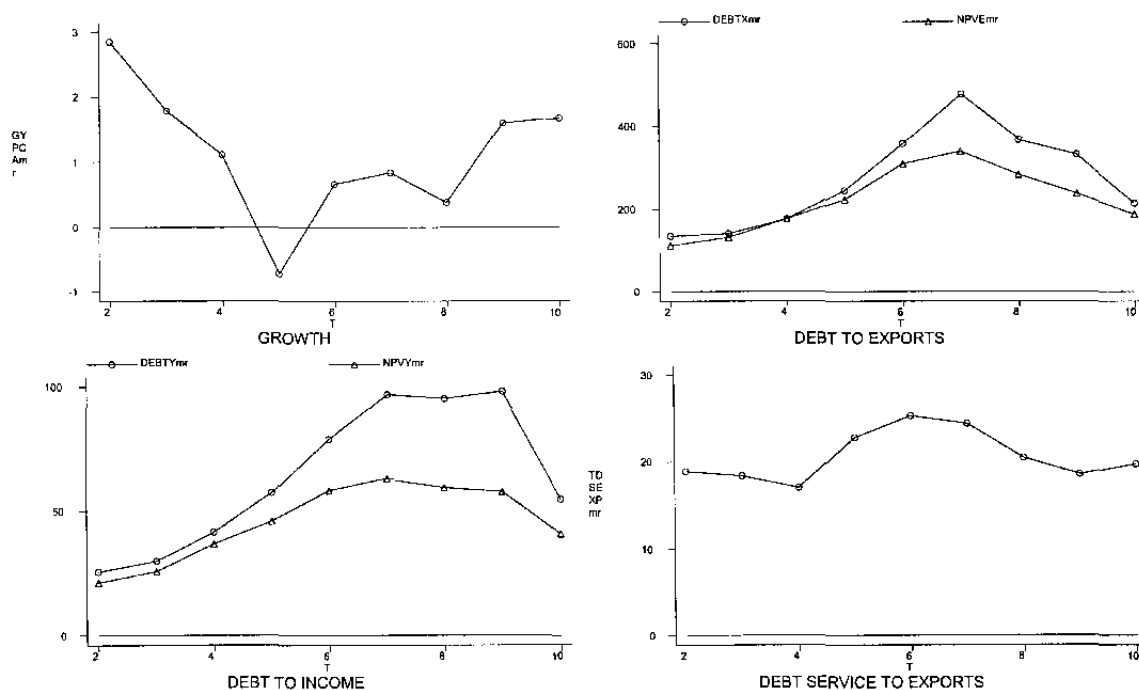 3
2
1
0
-1
GY
PC
Am
r
2
4
6
8
10
T
GROWTH
DEBTXmr
NPVEmr
600
400
200
0
2
4
6
8
10
T
DEBT TO EXPORTS
DEBTYmr
NPVYmr
100
50
0
2
4
6
8
10
T
DEBT TO INCOME
30
20
10
0
TD
SE
XP
mr
2
4
6
8
10
T
DEBT SERVICE TO EXPORTS